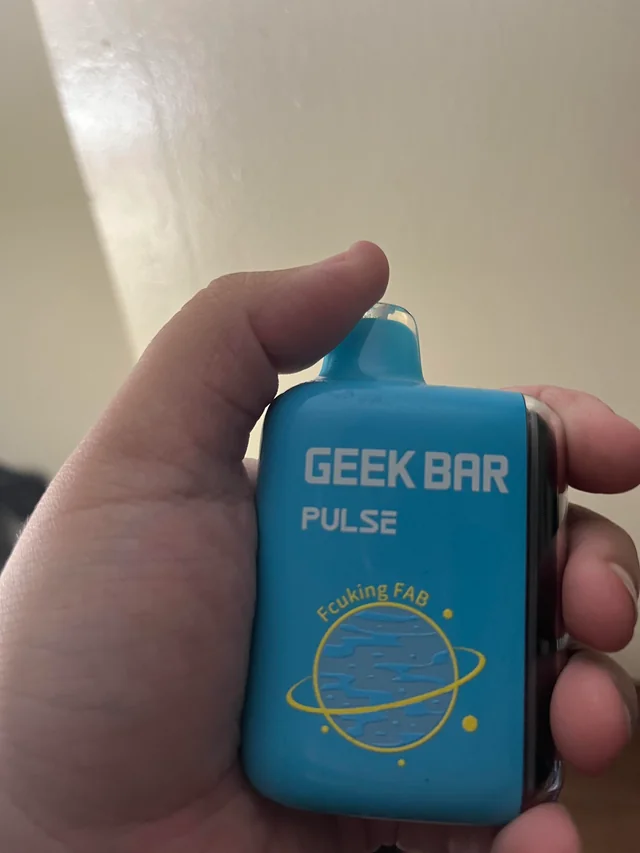 GEEK BAR
PULSE
Fcuking FAB